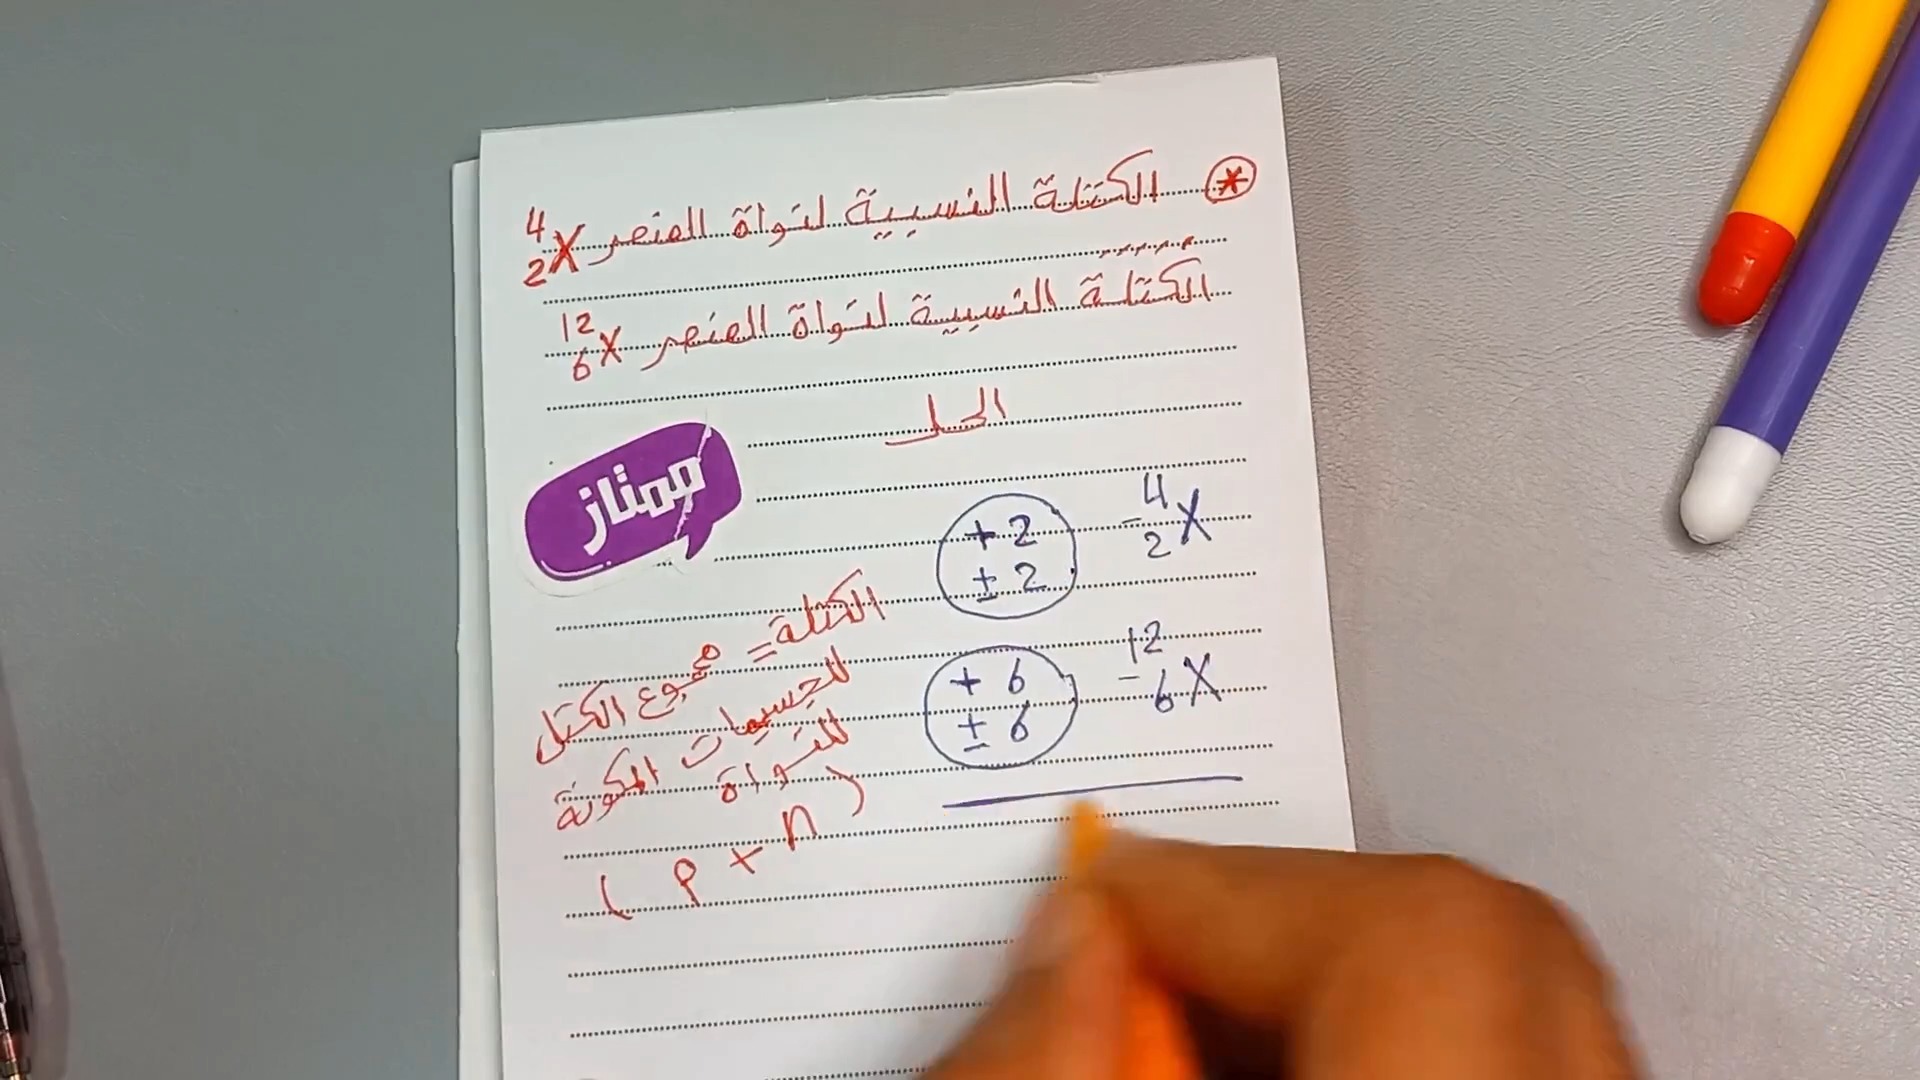 * الكتلة النسبية لنواة العنصر ⁴₂X
الكتلة النسبية لنواة العنصر ¹²₆X
الحل
ممتاز
⁴₂X
-
+ 2
± 2
¹²₆X
-
+ 6
± 6
الكتلة = مجموع الكتل
للجسيمات المكونة
للنواة
( P + n )